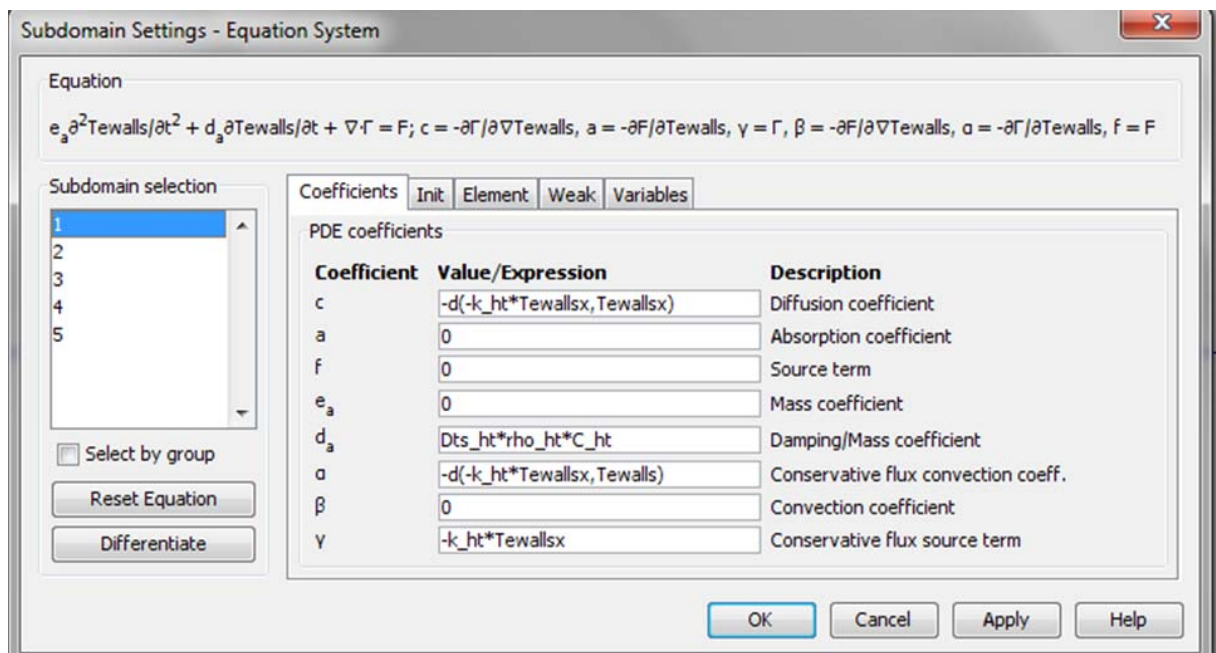 Subdomain Settings - Equation System
Equation
eₐ∂²Tewalls/∂t² + dₐ∂Tewalls/∂t + ∇·Γ = F; c = -∂Γ/∂∇Tewalls, a = -∂F/∂Tewalls, γ = Γ, β = -∂F/∂∇Tewalls, α = -∂Γ/∂Tewalls, f = F
Subdomain selection
1
2
3
4
5
Select by group
Reset Equation
Differentiate
Coefficients Init Element Weak Variables
PDE coefficients
Coefficient Value/Expression Description
c -d(-k_ht*Tewallsx,Tewallsx) Diffusion coefficient
a 0 Absorption coefficient
f 0 Source term
eₐ 0 Mass coefficient
dₐ Dts_ht*rho_ht*C_ht Damping/Mass coefficient
α -d(-k_ht*Tewallsx,Tewalls) Conservative flux convection coeff.
β 0 Convection coefficient
γ -k_ht*Tewallsx Conservative flux source term
OK Cancel Apply Help